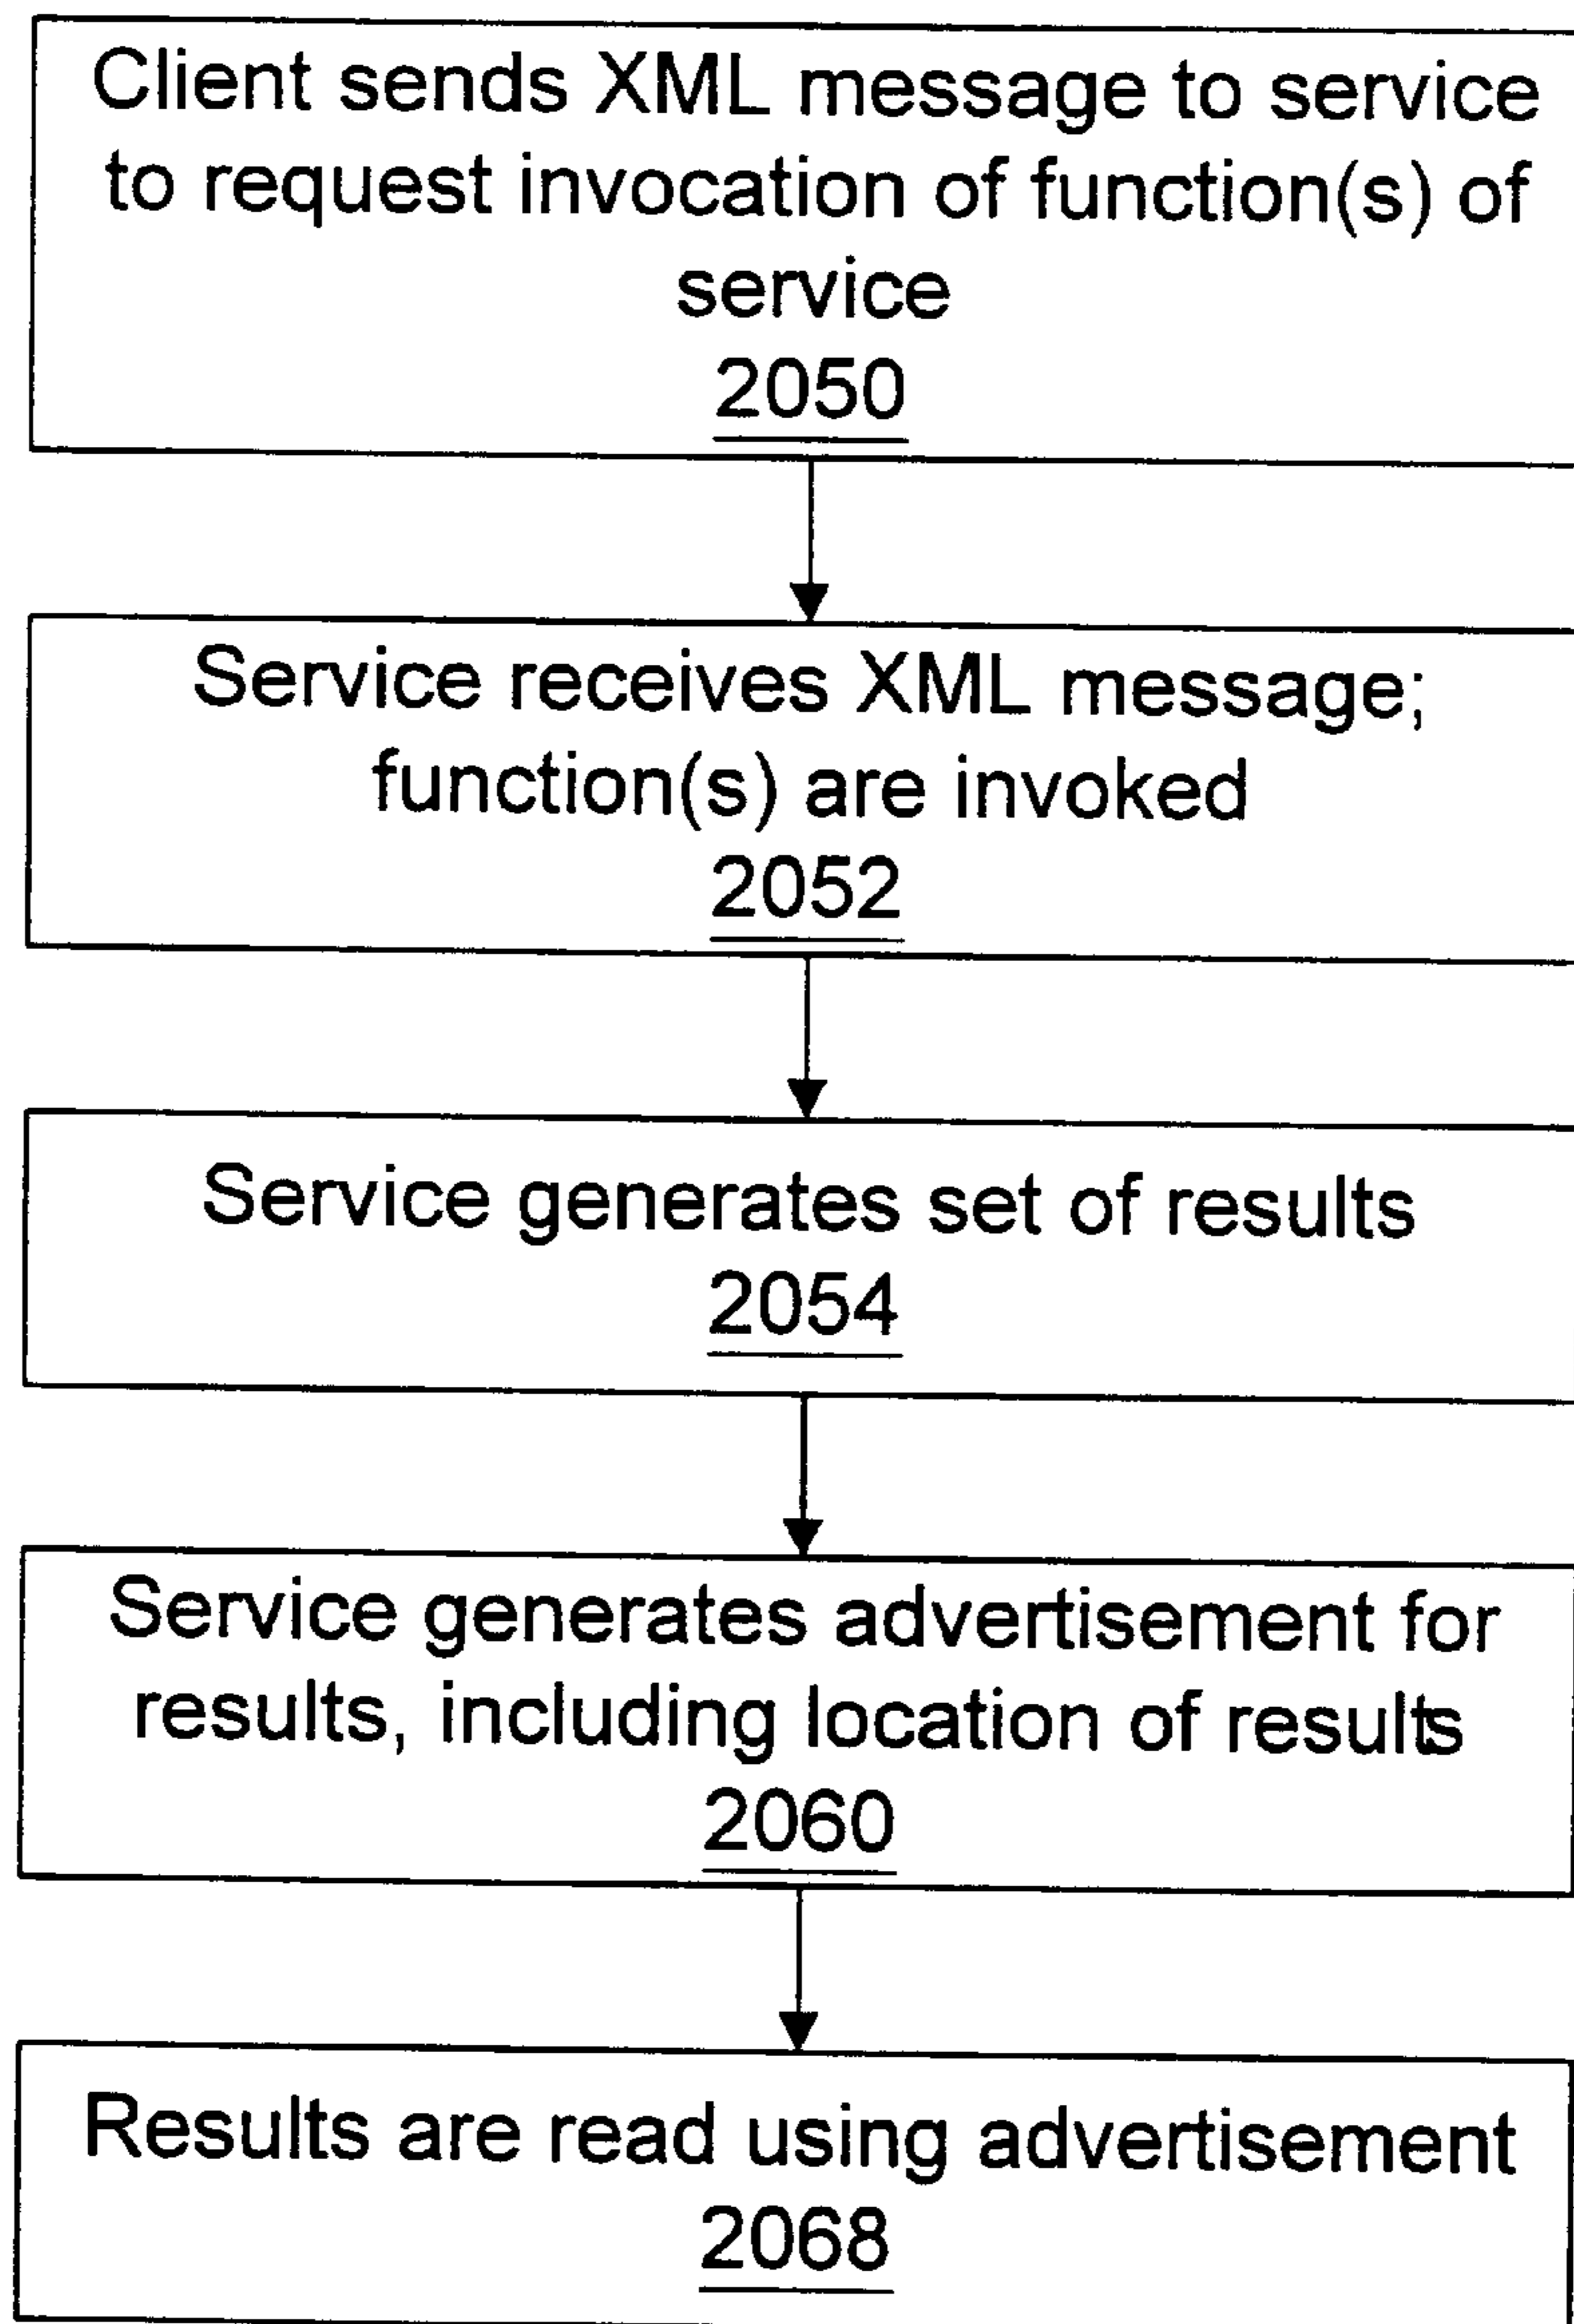 Client sends XML message to service
to request invocation of function(s) of
service
2050
Service receives XML message;
function(s) are invoked
2052
Service generates set of results
2054
Service generates advertisement for
results, including location of results
2060
Results are read using advertisement
2068